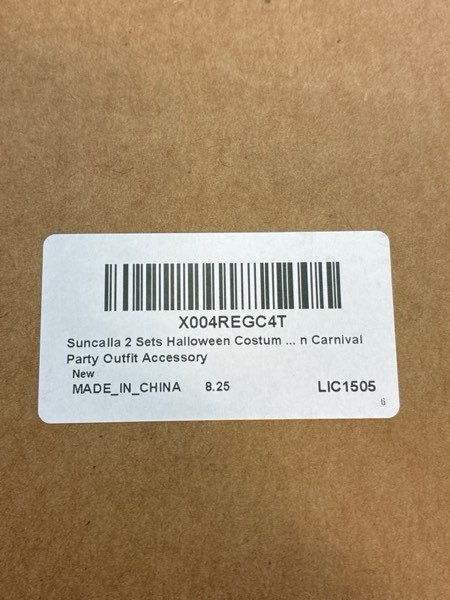 X004REGC4T
Suncalla 2 Sets Halloween Costum ... n Carnival
Party Outfit Accessory
New
MADE_IN_CHINA 8.25 LIC1505
6